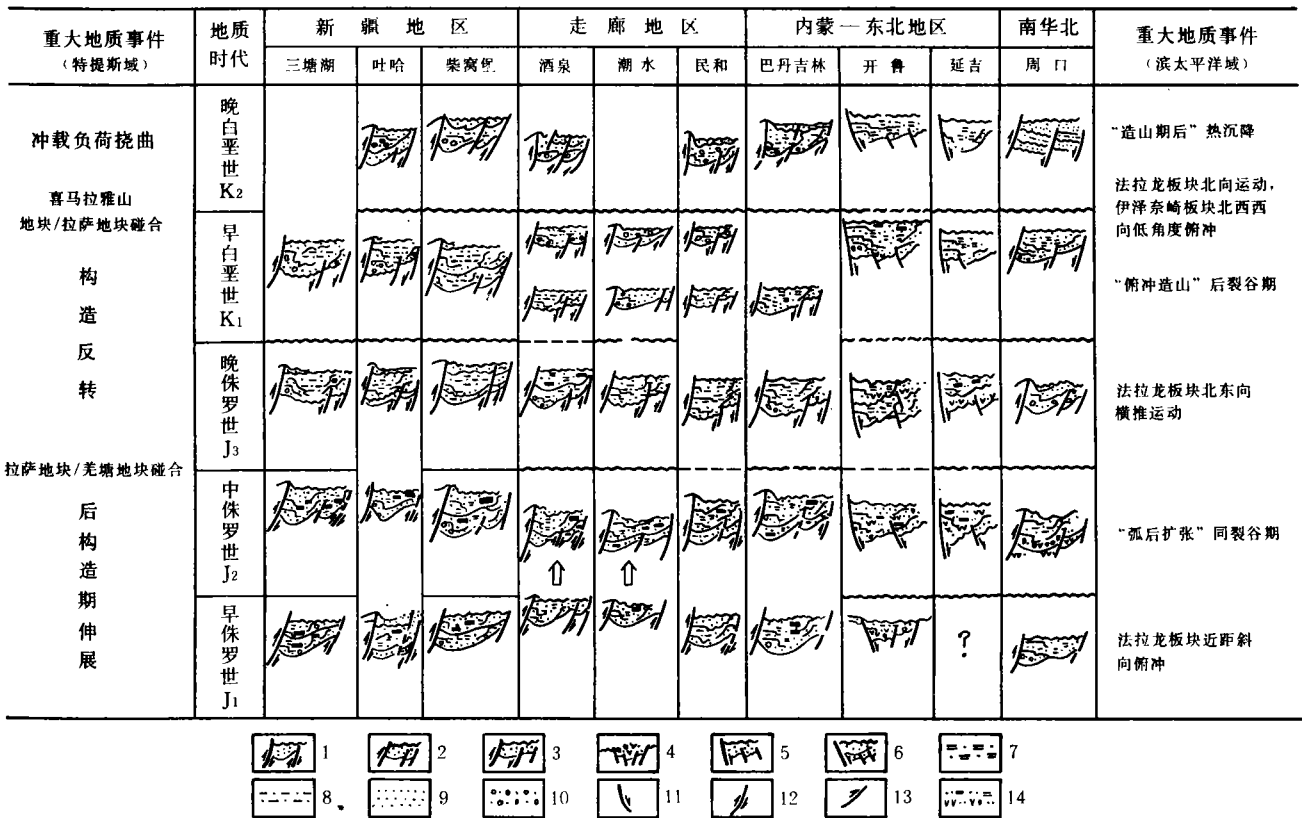 重大地质事件
（特提斯域）
地质
时代
新疆地区
走廊地区
内蒙—东北地区
南华北
重大地质事件
（滨太平洋域）
三塘湖
吐哈
柴窝堡
酒泉
潮水
民和
巴丹吉林
开鲁
延吉
周口
冲载负荷挠曲
喜马拉雅山
地块/拉萨地块碰合
构
造
反
转
拉萨地块/羌塘地块碰合
后
构
造
期
伸
展
晚
白
垩
世
K2
早
白
垩
世
K1
晚
侏
罗
世
J3
中
侏
罗
世
J2
早
侏
罗
世
J1
?
“造山期后”热沉降
法拉龙板块北向运动，
伊泽奈崎板块北西西
向低角度俯冲
“俯冲造山”后裂谷期
法拉龙板块北东向
横推运动
“弧后扩张”同裂谷期
法拉龙板块近距斜
向俯冲
1
2
3
4
5
6
7
8
9
10
11
12
13
14